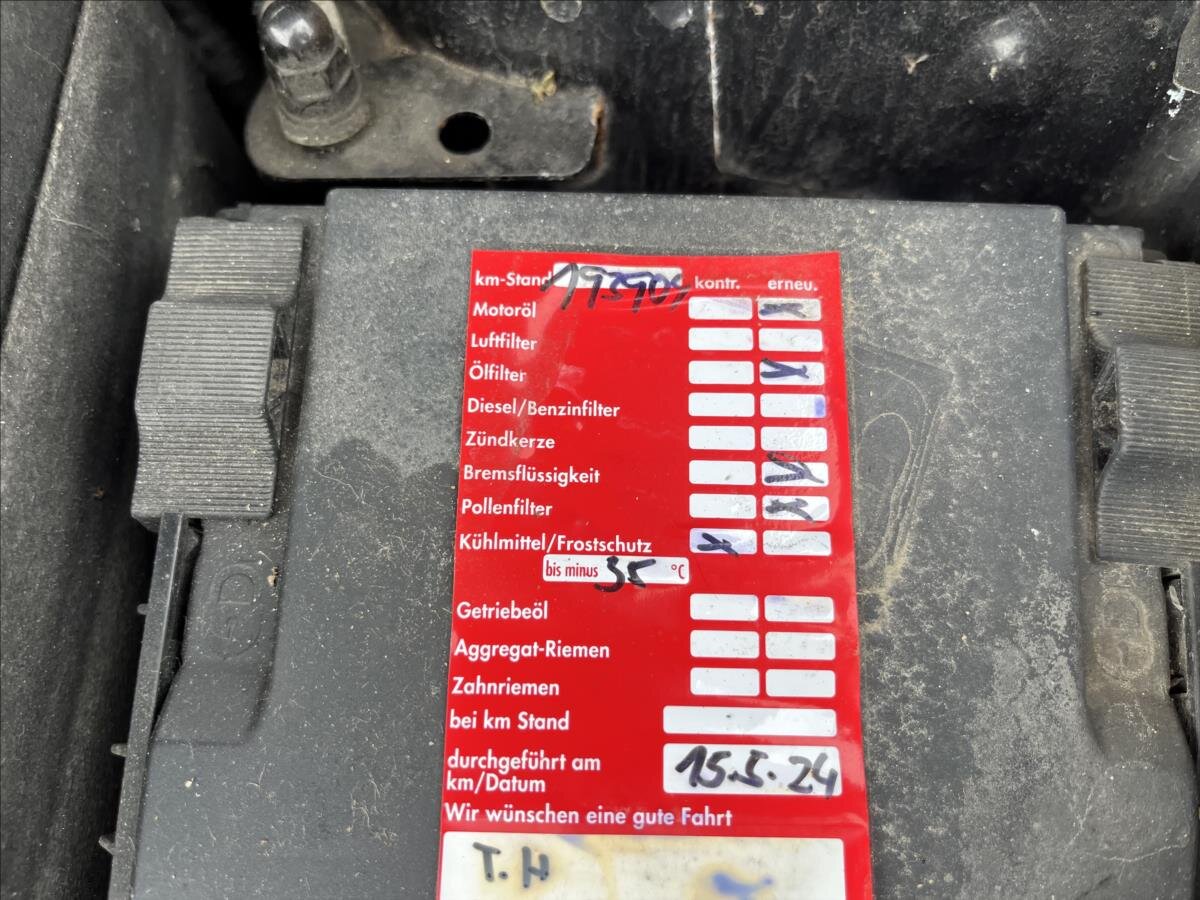 km-Stand 193909 kontr. erneu.
Motoröl x
Luftfilter
Ölfilter x
Diesel/Benzinfilter
Zündkerze
Bremsflüssigkeit x
Pollenfilter x
Kühlmittel/Frostschutz x
bis minus 35 °C
Getriebeöl
Aggregat-Riemen
Zahnriemen
bei km Stand
durchgeführt am 15.5.24
km/Datum
Wir wünschen eine gute Fahrt
T.H